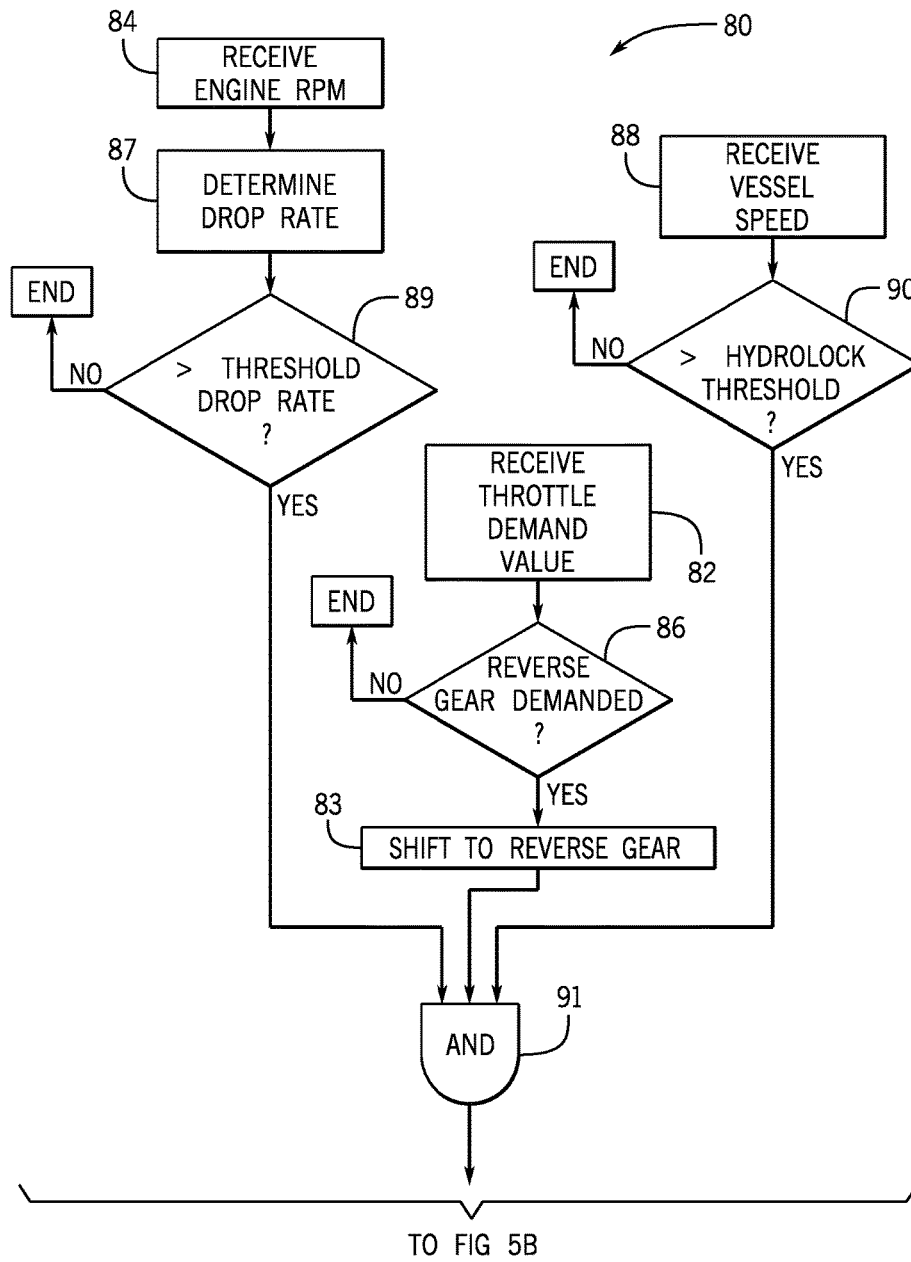 84
RECEIVE
ENGINE RPM
80
87
DETERMINE
DROP RATE
88
RECEIVE
VESSEL
SPEED
END
89
> THRESHOLD
DROP RATE
?
NO
YES
END
90
> HYDROLOCK
THRESHOLD
?
NO
YES
RECEIVE
THROTTLE
DEMAND
VALUE
82
END
86
REVERSE
GEAR DEMANDED
?
NO
YES
83
SHIFT TO REVERSE GEAR
91
AND
TO FIG 5B